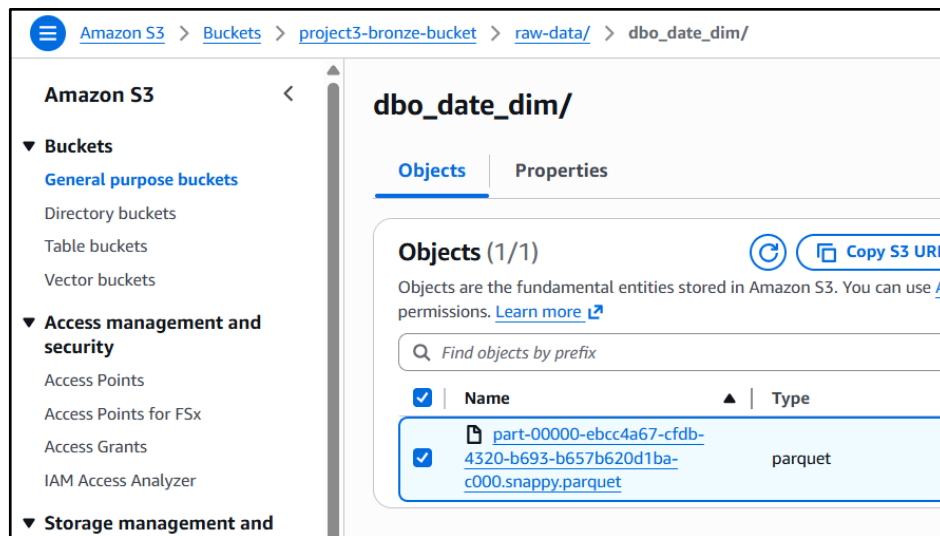 Amazon S3 > Buckets > project3-bronze-bucket > raw-data/ > dbo_date_dim/
Amazon S3
Buckets
General purpose buckets
Directory buckets
Table buckets
Vector buckets
Access management and
security
Access Points
Access Points for FSx
Access Grants
IAM Access Analyzer
Storage management and
dbo_date_dim/
Objects Properties
Objects (1/1)
Copy S3 URI
Objects are the fundamental entities stored in Amazon S3. You can use A
permissions. Learn more
Find objects by prefix
Name Type
part-00000-ebcc4a67-cfdb-
4320-b693-b657b620d1ba-
c000.snappy.parquet
parquet